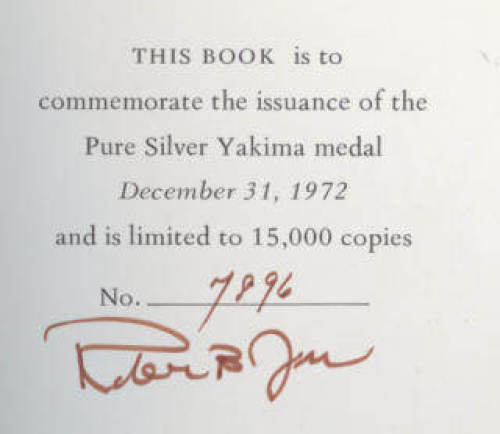 THIS BOOK is to
commemorate the issuance of the
Pure Silver Yakima medal
December 31, 1972
and is limited to 15,000 copies
No. 7896